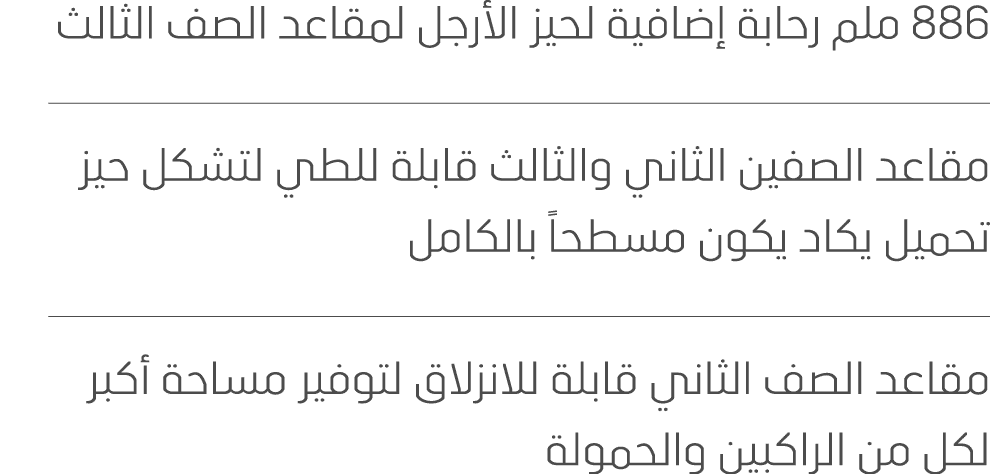 886 ملم رحابة إضافية لحيز الأرجل لمقاعد الصف الثالث
مقاعد الصفين الثاني والثالث قابلة للطي لتشكل حيز
تحميل يكاد يكون مسطحاً بالكامل
مقاعد الصف الثاني قابلة للانزلاق لتوفير مساحة أكبر
لكل من الراكبين والحمولة